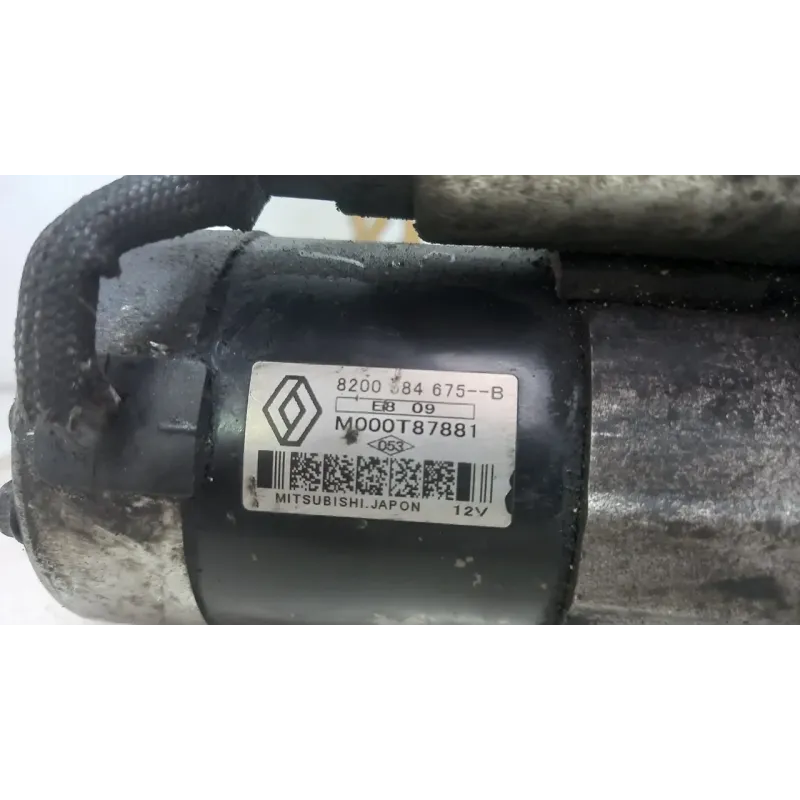 8200 584 675--B
E8 09
M000T87881
053
MITSUBISHI.JAPON 12V